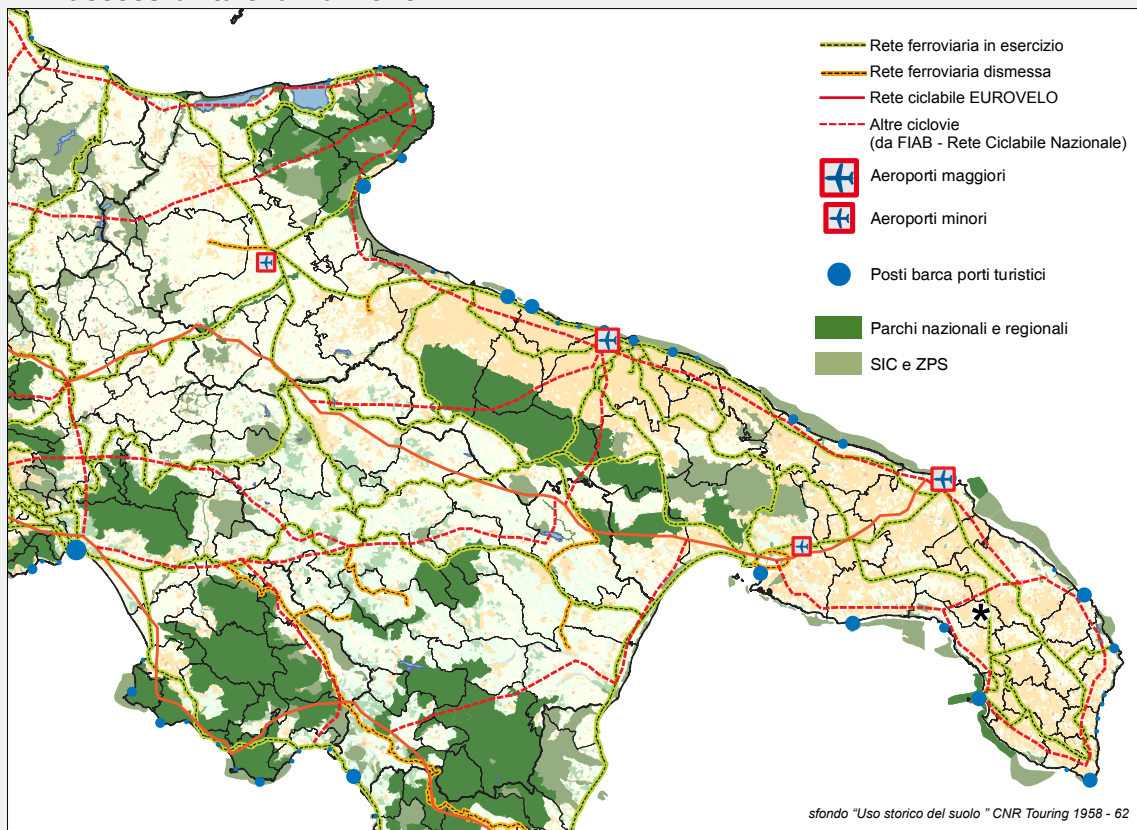 Rete ferroviaria in esercizio
Rete ferroviaria dismessa
Rete ciclabile EUROVELO
Altre ciclovie
(da FIAB - Rete Ciclabile Nazionale)
Aeroporti maggiori
Aeroporti minori
Posti barca porti turistici
Parchi nazionali e regionali
SIC e ZPS
*
sfondo "Uso storico del suolo " CNR Touring 1958 - 62